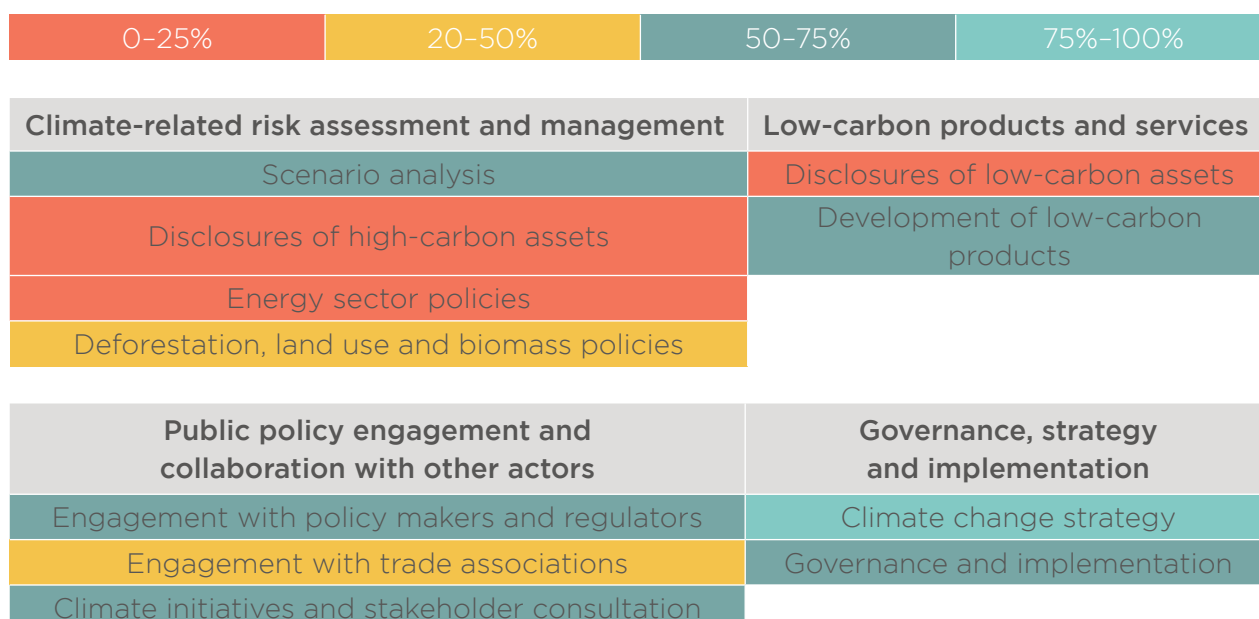 0–25%
20–50%
50–75%
75%–100%
Climate-related risk assessment and management
Scenario analysis
Disclosures of high-carbon assets
Energy sector policies
Deforestation, land use and biomass policies
Low-carbon products and services
Disclosures of low-carbon assets
Development of low-carbon
products
Public policy engagement and
collaboration with other actors
Engagement with policy makers and regulators
Engagement with trade associations
Climate initiatives and stakeholder consultation
Governance, strategy
and implementation
Climate change strategy
Governance and implementation